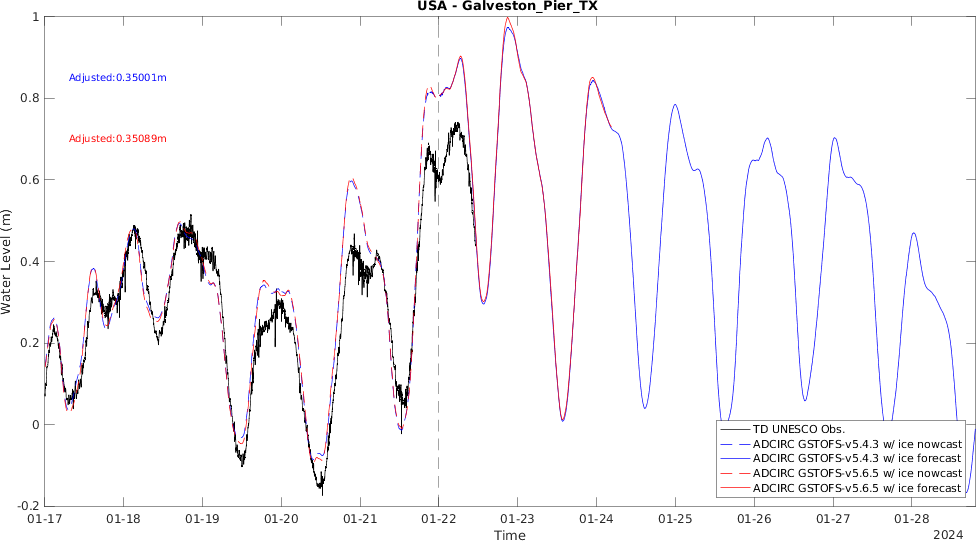 USA - Galveston_Pier_TX
Adjusted:0.35001m
Adjusted:0.35089m
Water Level (m)
1
0.8
0.6
0.4
0.2
0
-0.2
TD UNESCO Obs.
ADCIRC GSTOFS-v5.4.3 w/ ice nowcast
ADCIRC GSTOFS-v5.4.3 w/ ice forecast
ADCIRC GSTOFS-v5.6.5 w/ ice nowcast
ADCIRC GSTOFS-v5.6.5 w/ ice forecast
01-17 01-18 01-19 01-20 01-21 01-22 01-23 01-24 01-25 01-26 01-27 01-28
Time
2024